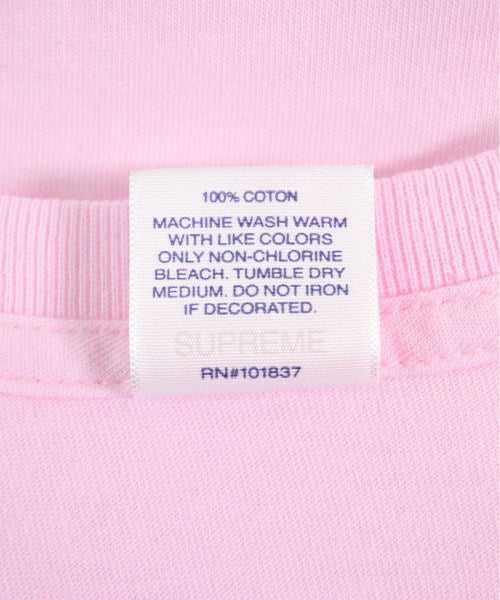 100% COTON
MACHINE WASH WARM
WITH LIKE COLORS
ONLY NON-CHLORINE
BLEACH. TUMBLE DRY
MEDIUM. DO NOT IRON
IF DECORATED.
SUPREME
RN#101837